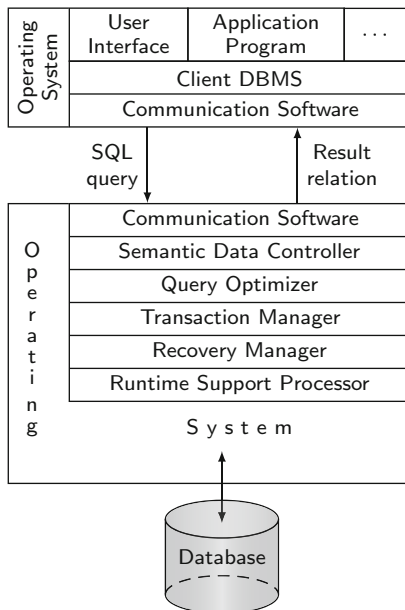 Operating
System
User
Interface
Application
Program
...
Client DBMS
Communication Software
SQL
query
Result
relation
Operating
Communication Software
Semantic Data Controller
Query Optimizer
Transaction Manager
Recovery Manager
Runtime Support Processor
System
Database